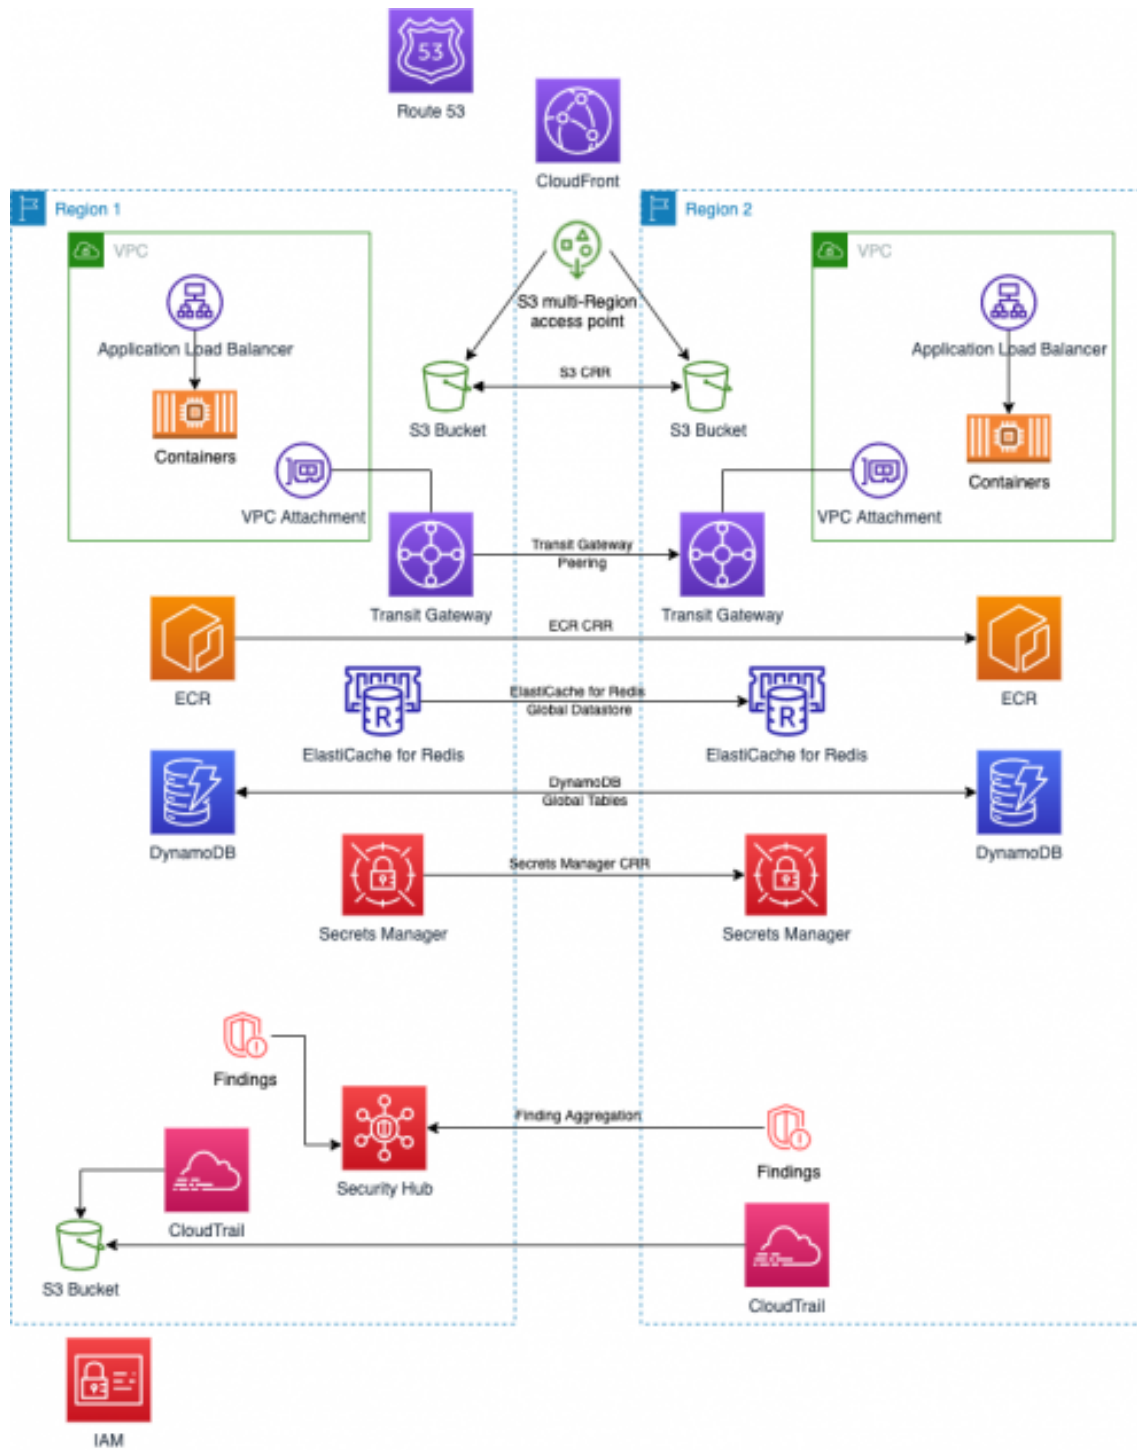 53
Route 53
CloudFront
Region 1
Region 2
VPC
VPC
S3 multi-Region
access point
Application Load Balancer
Application Load Balancer
S3 CRR
S3 Bucket
S3 Bucket
Containers
Containers
VPC Attachment
VPC Attachment
Transit Gateway
Peering
Transit Gateway
Transit Gateway
ECR CRR
ECR
ECR
ElastiCache for Redis
Global Datastore
R
R
ElastiCache for Redis
ElastiCache for Redis
DynamoDB
Global Tables
DynamoDB
DynamoDB
Secrets Manager CRR
Secrets Manager
Secrets Manager
Findings
Finding Aggregation
Findings
Security Hub
CloudTrail
S3 Bucket
CloudTrail
IAM